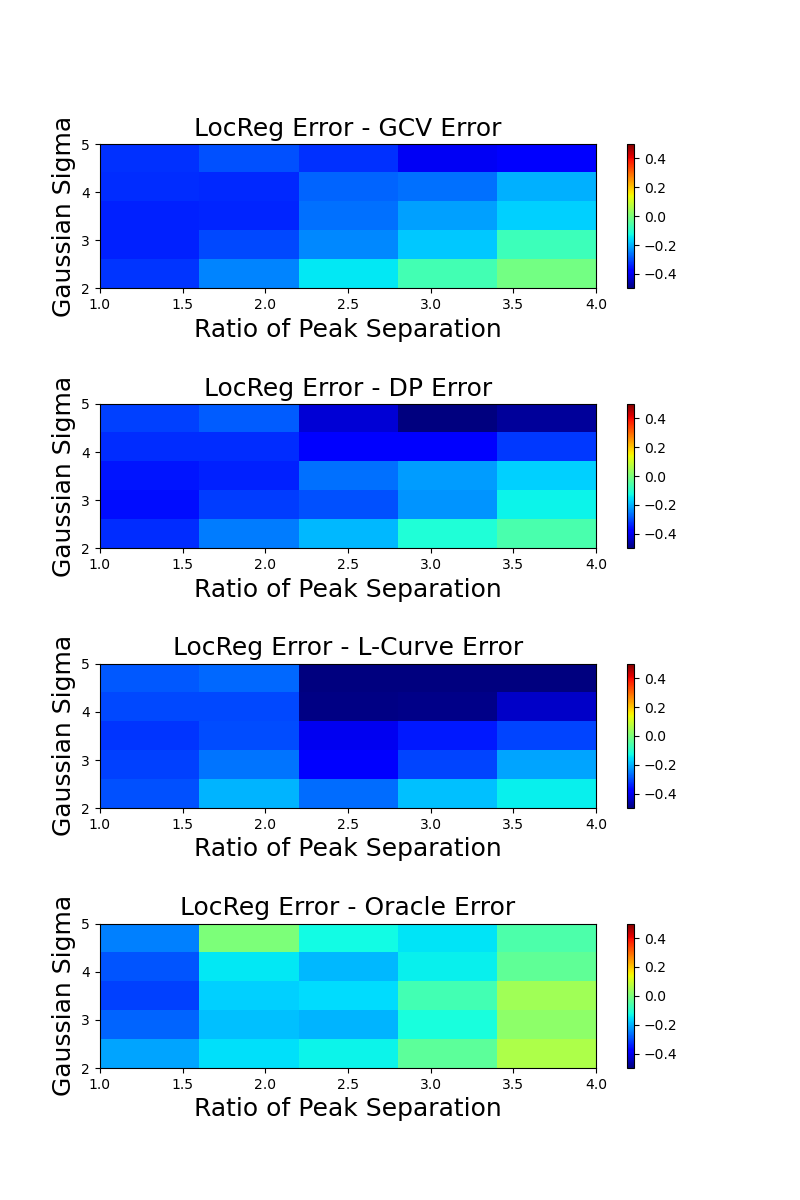 LocReg Error - GCV Error
Gaussian Sigma
5
4
3
2
1.0 1.5 2.0 2.5 3.0 3.5 4.0
Ratio of Peak Separation
0.4
0.2
0.0
−0.2
−0.4
LocReg Error - DP Error
Gaussian Sigma
5
4
3
2
1.0 1.5 2.0 2.5 3.0 3.5 4.0
Ratio of Peak Separation
0.4
0.2
0.0
−0.2
−0.4
LocReg Error - L-Curve Error
Gaussian Sigma
5
4
3
2
1.0 1.5 2.0 2.5 3.0 3.5 4.0
Ratio of Peak Separation
0.4
0.2
0.0
−0.2
−0.4
LocReg Error - Oracle Error
Gaussian Sigma
5
4
3
2
1.0 1.5 2.0 2.5 3.0 3.5 4.0
Ratio of Peak Separation
0.4
0.2
0.0
−0.2
−0.4